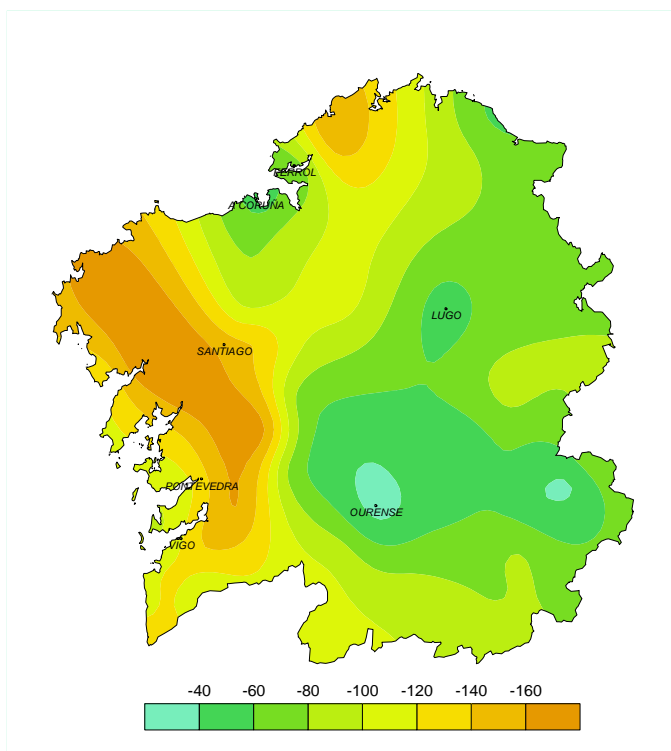 FERROL
A CORUÑA
LUGO
SANTIAGO
PONTEVEDRA
OURENSE
VIGO
-40 -60 -80 -100 -120 -140 -160